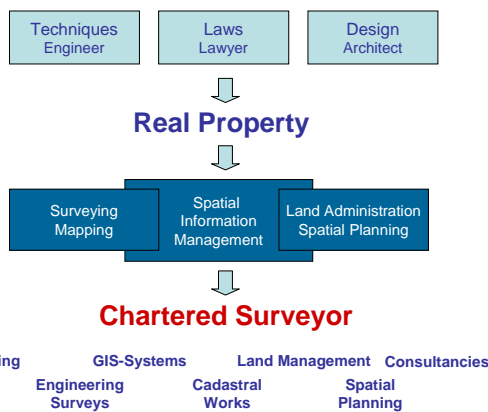 Techniques
Engineer
Laws
Lawyer
Design
Architect
Real Property
Surveying
Mapping
Spatial
Information
Management
Land Administration
Spatial Planning
Chartered Surveyor
GIS-Systems
Land Management
Consultancies
Engineering
Surveys
Cadastral
Works
Spatial
Planning